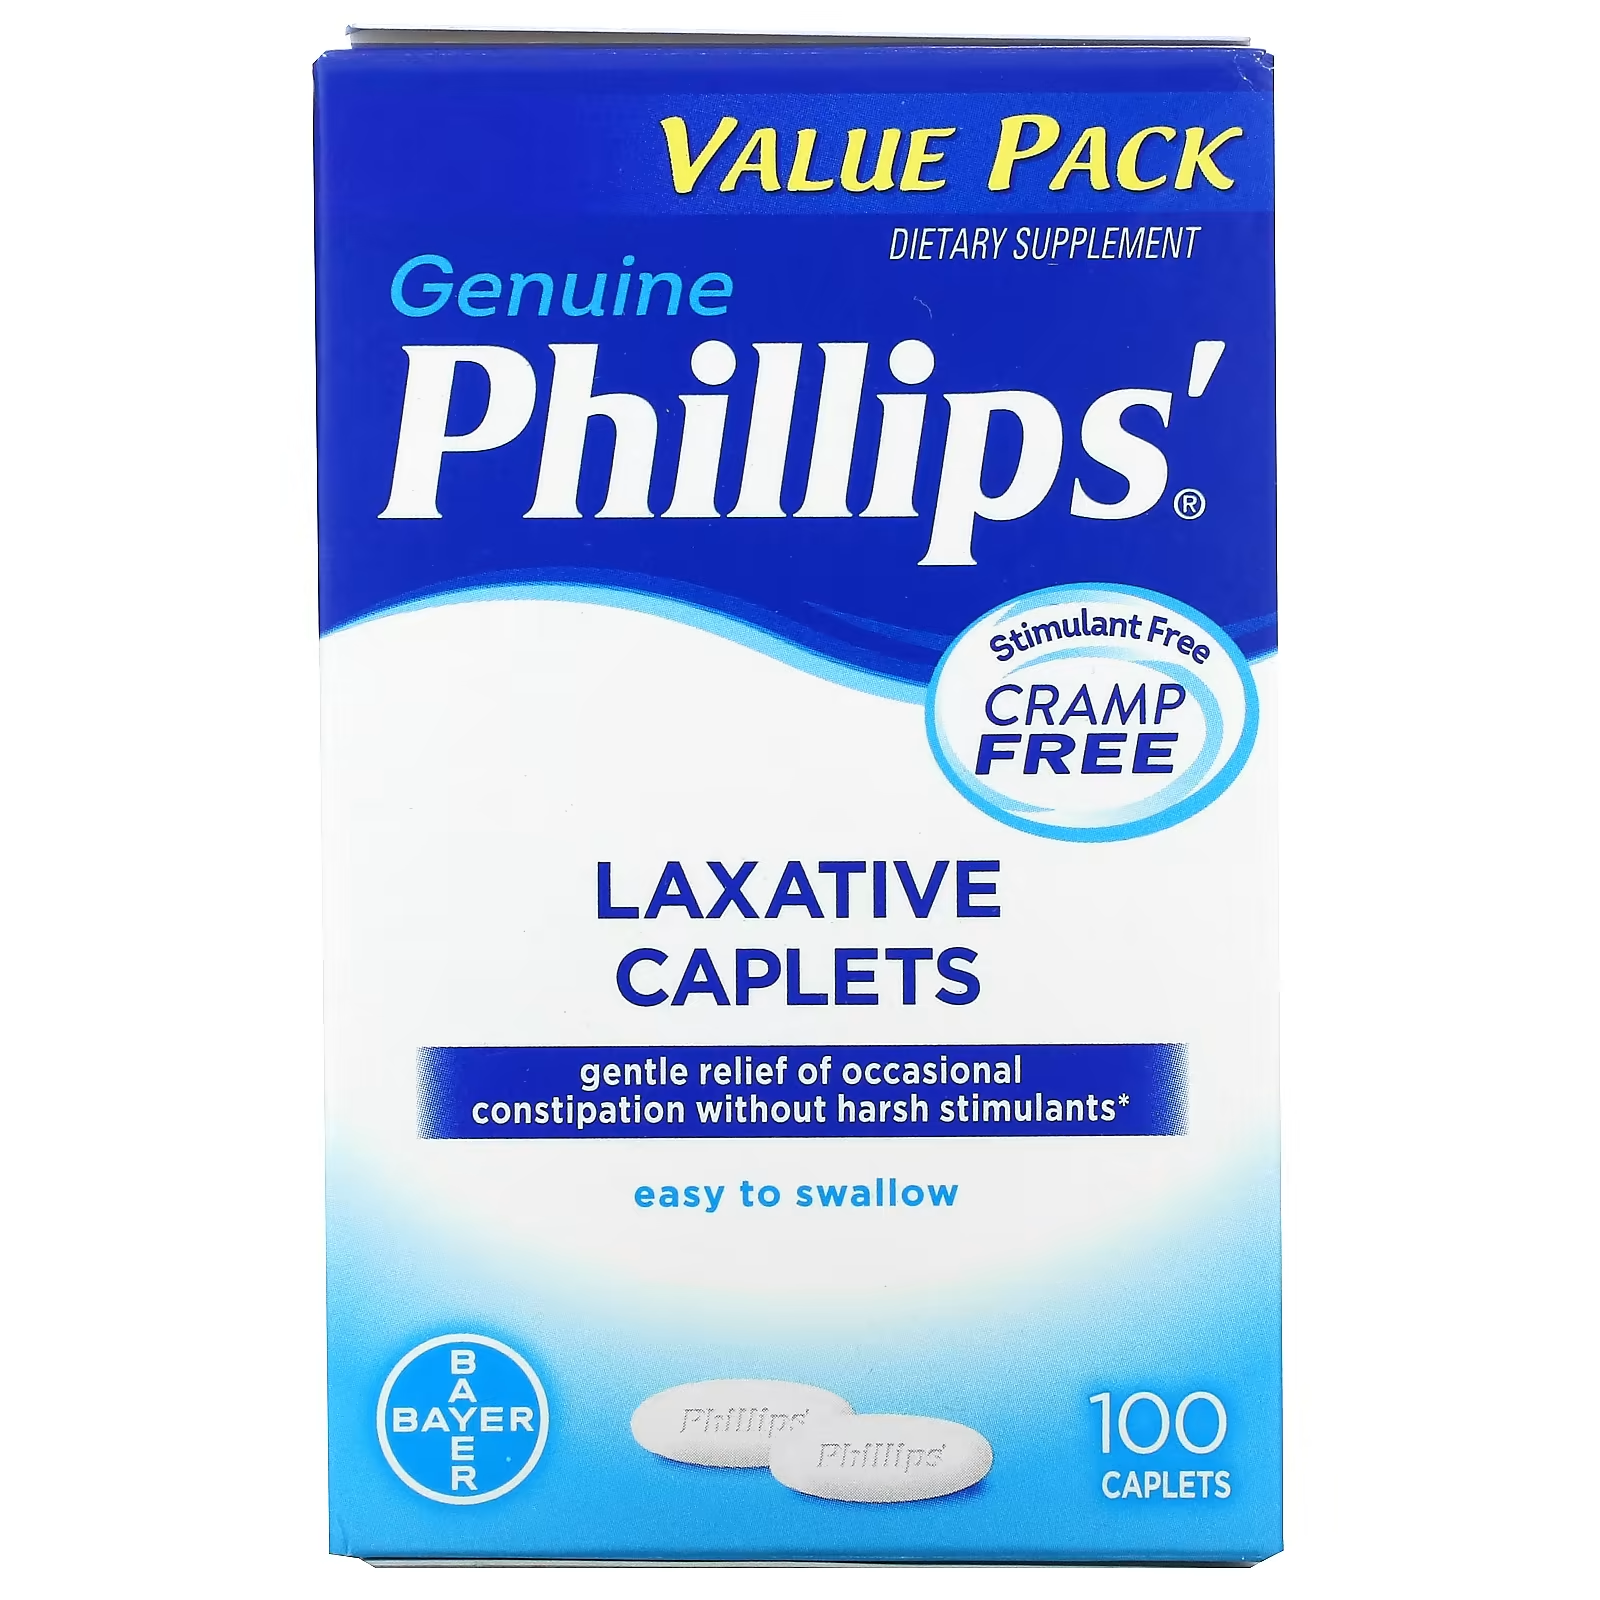 VALUE PACK
DIETARY SUPPLEMENT
Genuine
Phillips'®
Stimulant Free
CRAMP
FREE
LAXATIVE
CAPLETS
gentle relief of occasional
constipation without harsh stimulants*
easy to swallow
BAYER
BAYER
Phillips'
Phillips'
100
CAPLETS